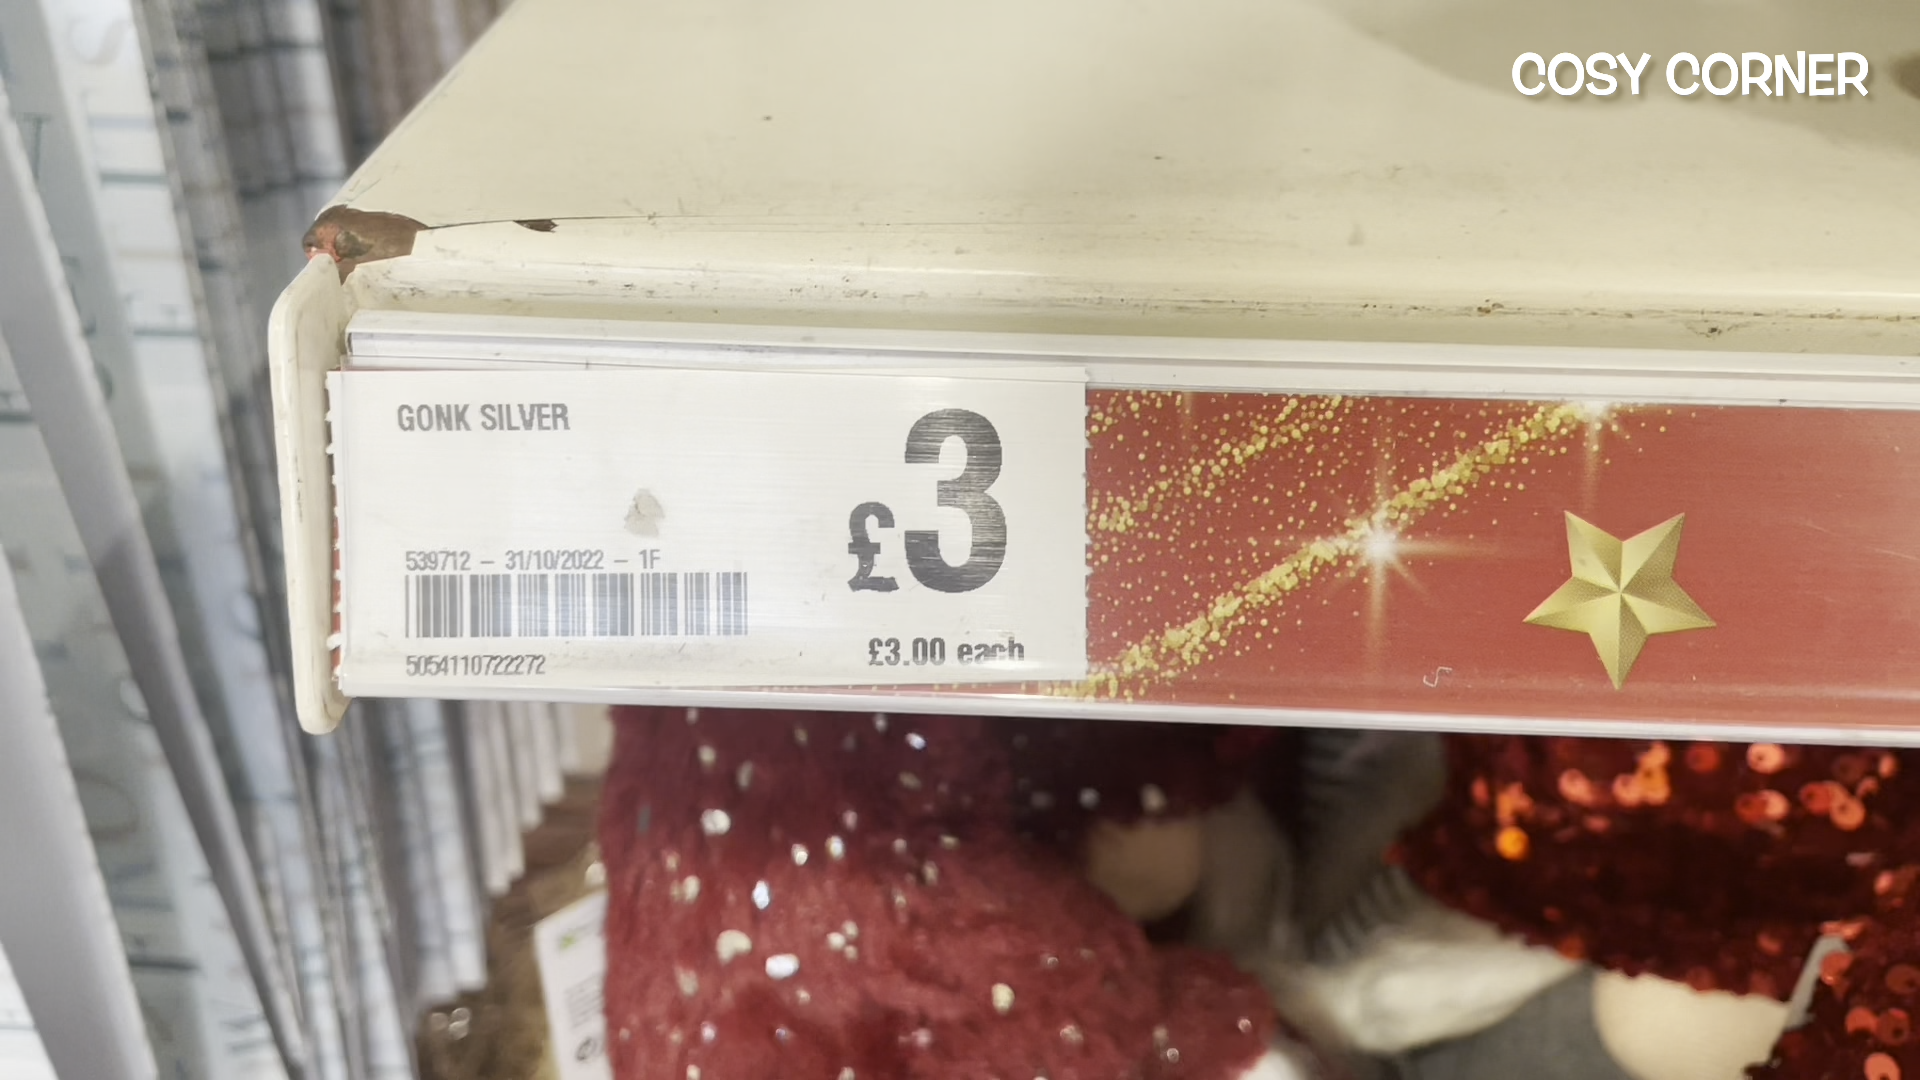 COSY CORNER
GONK SILVER
£3
539712 – 31/10/2022 – 1F
5054110722272
£3.00 each